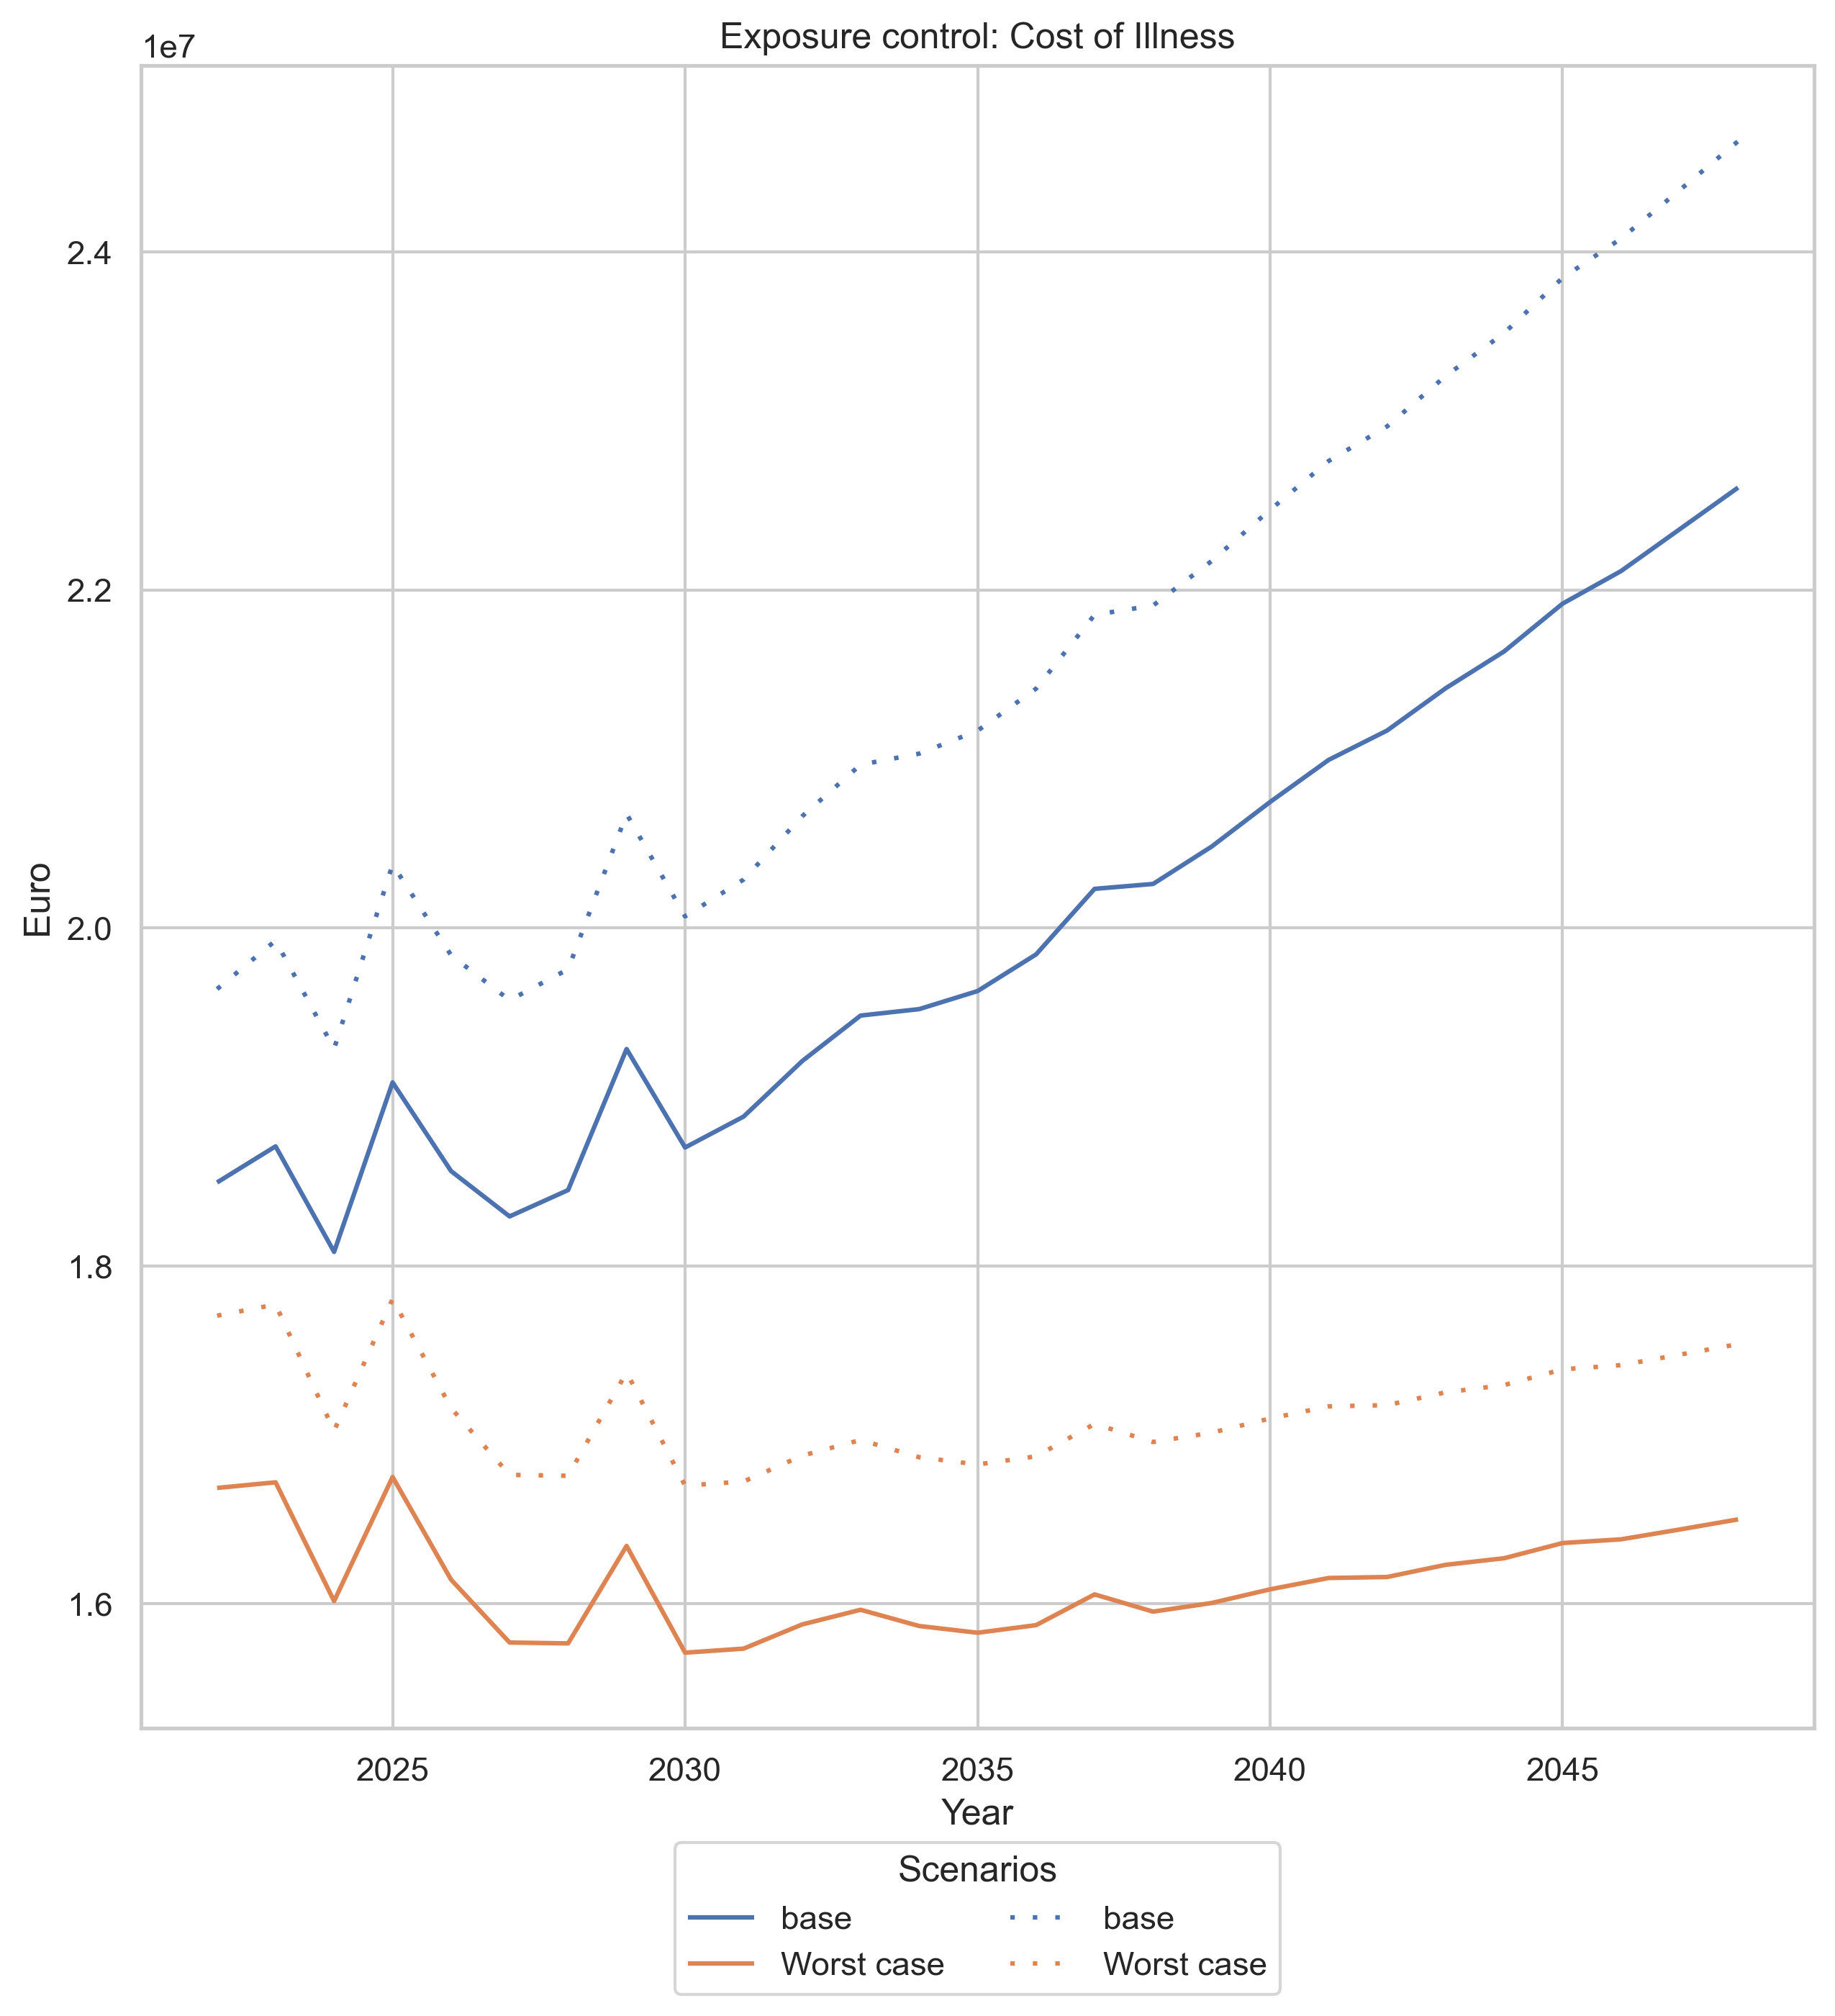 Exposure control: Cost of Illness
1e7
2.4
2.2
2.0
1.8
1.6
Euro
2025 2030 2035 2040 2045
Year
Scenarios
base base
Worst case Worst case